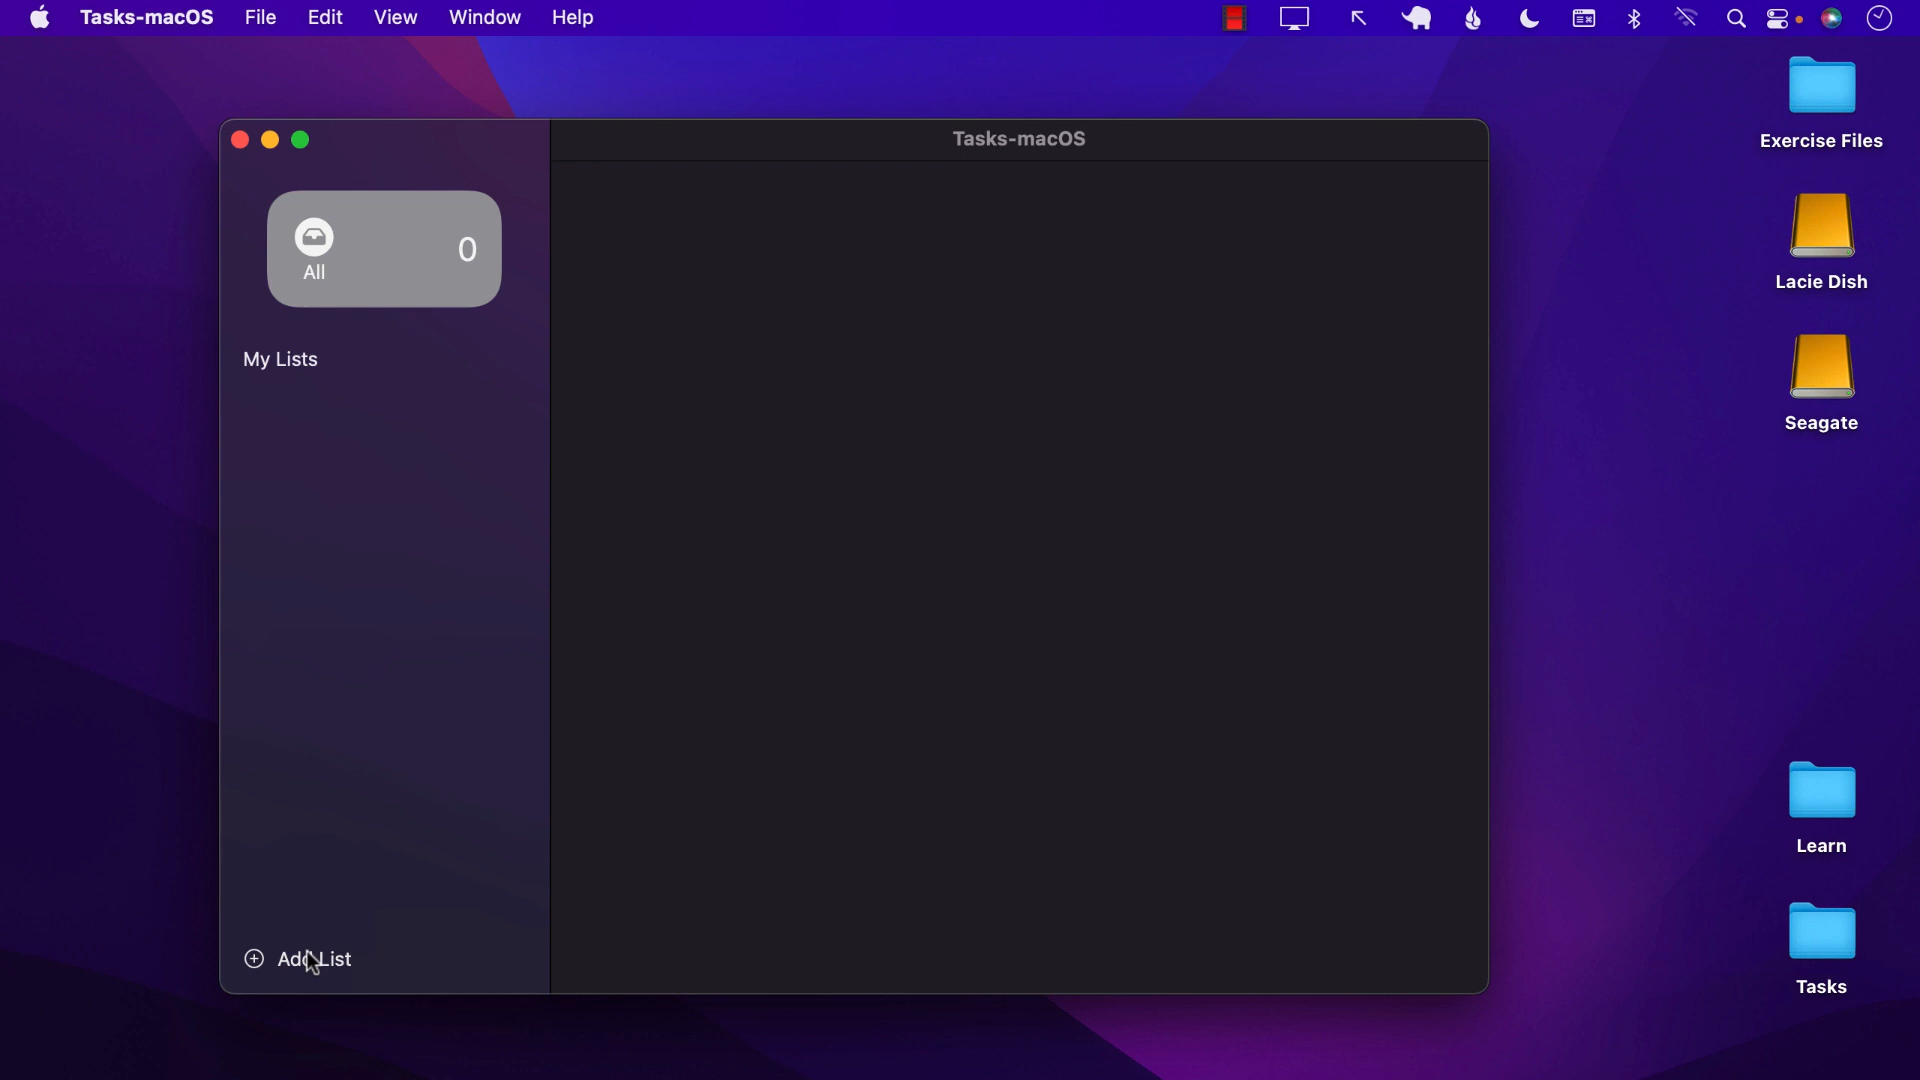 Tasks-macOS File Edit View Window Help
Tasks-macOS
All
0
My Lists
Add List
Exercise Files
Lacie Dish
Seagate
Learn
Tasks